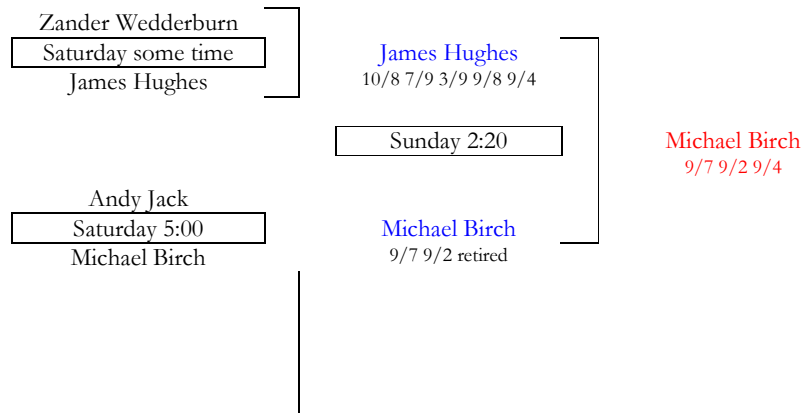 Zander Wedderburn
Saturday some time
James Hughes
James Hughes
10/8 7/9 3/9 9/8 9/4
Sunday 2:20
Michael Birch
9/7 9/2 9/4
Andy Jack
Saturday 5:00
Michael Birch
Michael Birch
9/7 9/2 retired